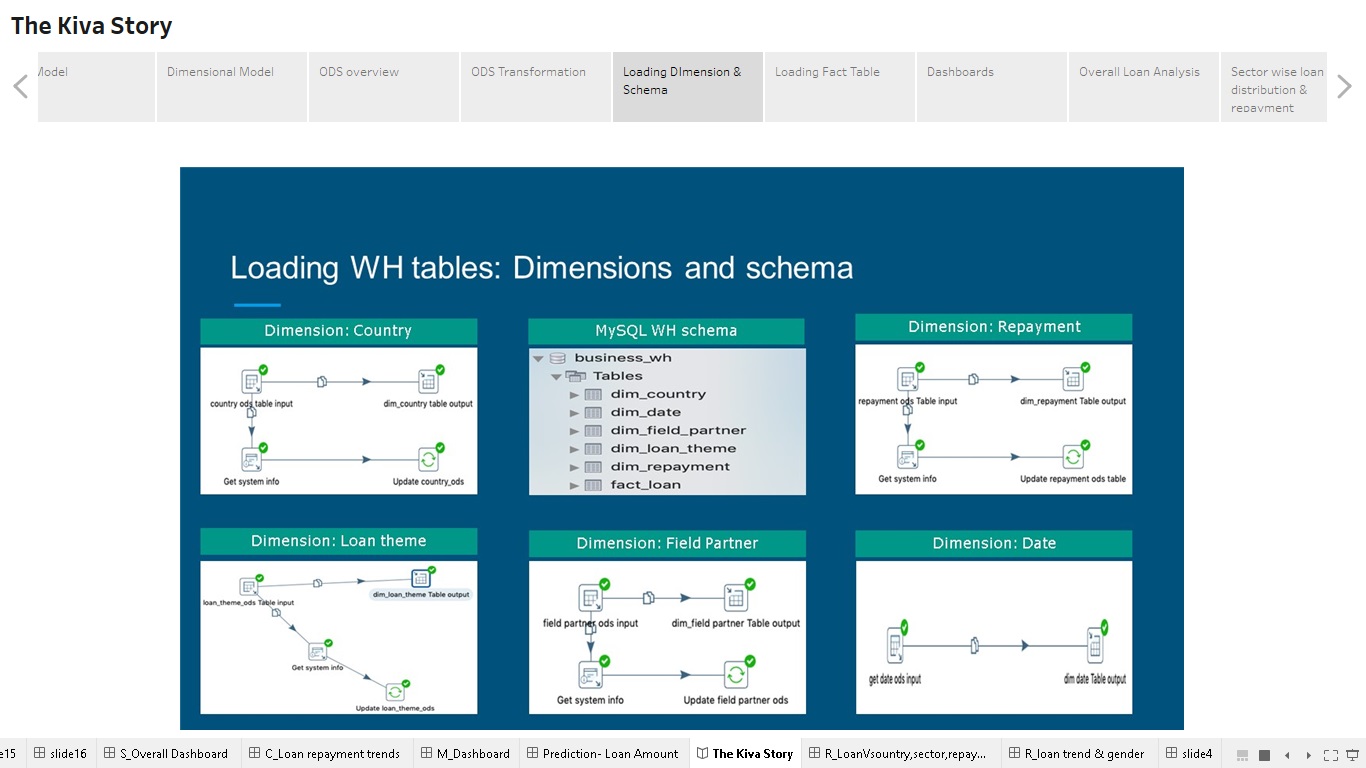 The Kiva Story
Model
Dimensional Model
ODS overview
ODS Transformation
Loading DImension &
Schema
Loading Fact Table
Dashboards
Overall Loan Analysis
Sector wise loan
distribution &
repayment
Loading WH tables: Dimensions and schema
Dimension: Country
country ods table input
dim_country table output
Get system info
Update country_ods
MySQL WH schema
business_wh
Tables
dim_country
dim_date
dim_field_partner
dim_loan_theme
dim_repayment
fact_loan
Dimension: Repayment
repayment ods Table input
dim_repayment Table output
Get system info
Update repayment ods table
Dimension: Loan theme
loan_theme_ods Table input
dim_loan_theme Table output
Get system info
Update loan_theme_ods
Dimension: Field Partner
field partner ods input
dim_field partner Table output
Get system info
Update field partner ods
Dimension: Date
get date ods input
dim date Table output
e15
slide16
S_Overall Dashboard
C_Loan repayment trends
M_Dashboard
Prediction- Loan Amount
The Kiva Story
R_LoanVsountry,sector,repay...
R_loan trend & gender
slide4